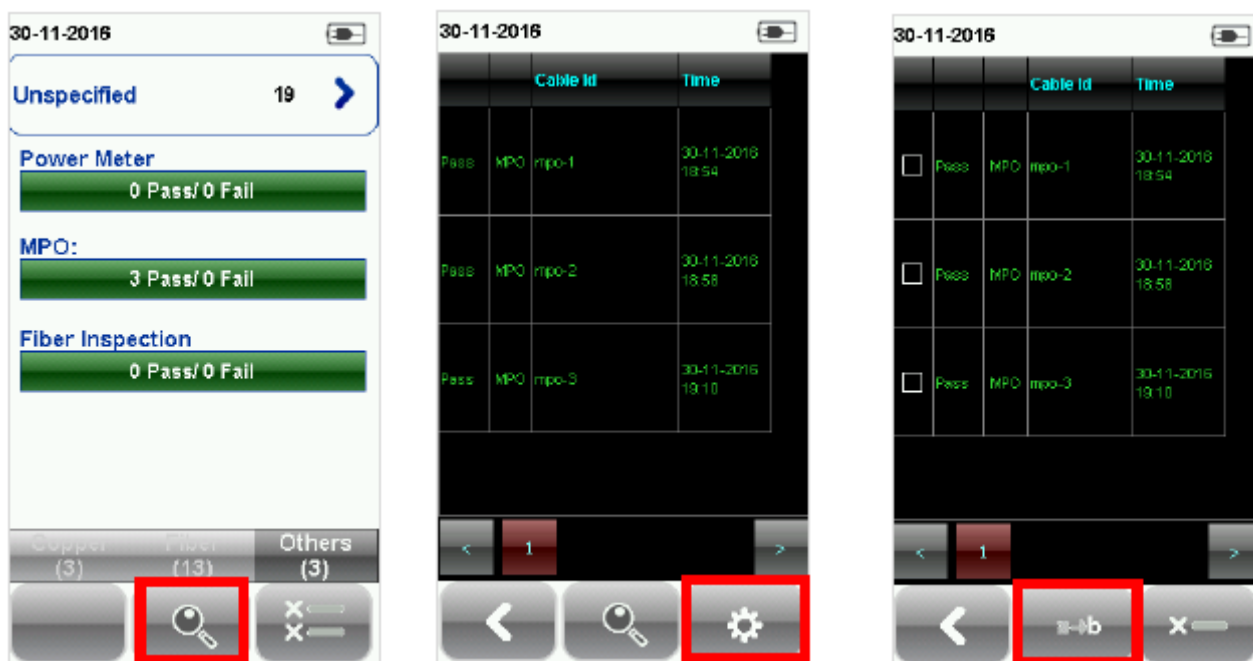 30-11-2016
Unspecified 19
Power Meter
0 Pass/ 0 Fail
MPO:
3 Pass/ 0 Fail
Fiber Inspection
0 Pass/ 0 Fail
Copper Fiber Others
(3) (13) (3)
30-11-2016
Cable Id Time
Pass MPO mpo-1 30-11-2016
18:54
Pass MPO mpo-2 30-11-2016
18:58
Pass MPO mpo-3 30-11-2016
19:10
< 1 >
30-11-2016
Cable Id Time
Pass MPO mpo-1 30-11-2016
18:54
Pass MPO mpo-2 30-11-2016
18:58
Pass MPO mpo-3 30-11-2016
19:10
< 1 >
a→b